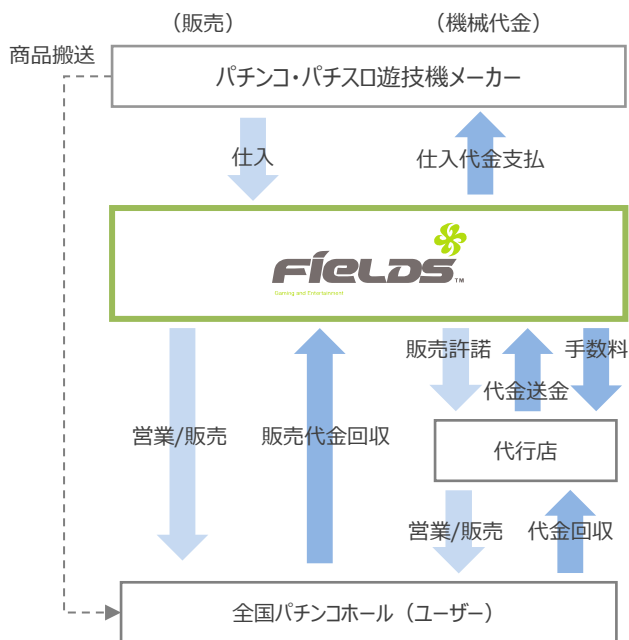 （販売）
（機械代金）
商品搬送
パチンコ・パチスロ遊技機メーカー
仕入
仕入代金支払
FIELDS™
Gaming and Entertainment
販売許諾
手数料
代金送金
営業/販売
販売代金回収
代行店
営業/販売
代金回収
全国パチンコホール（ユーザー）